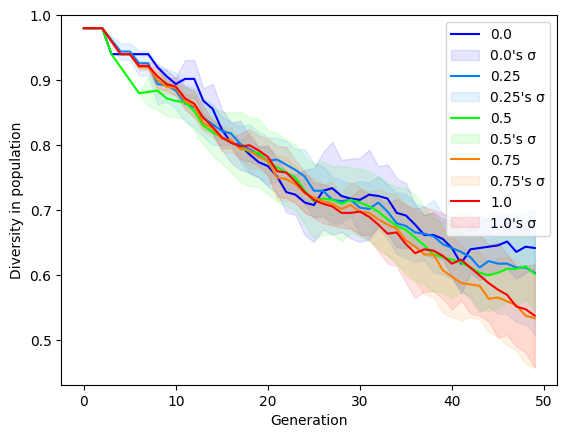 1.0
0.9
0.8
0.7
0.6
0.5
Diversity in population
0.0
0.0's σ
0.25
0.25's σ
0.5
0.5's σ
0.75
0.75's σ
1.0
1.0's σ
0
10
20
30
40
50
Generation